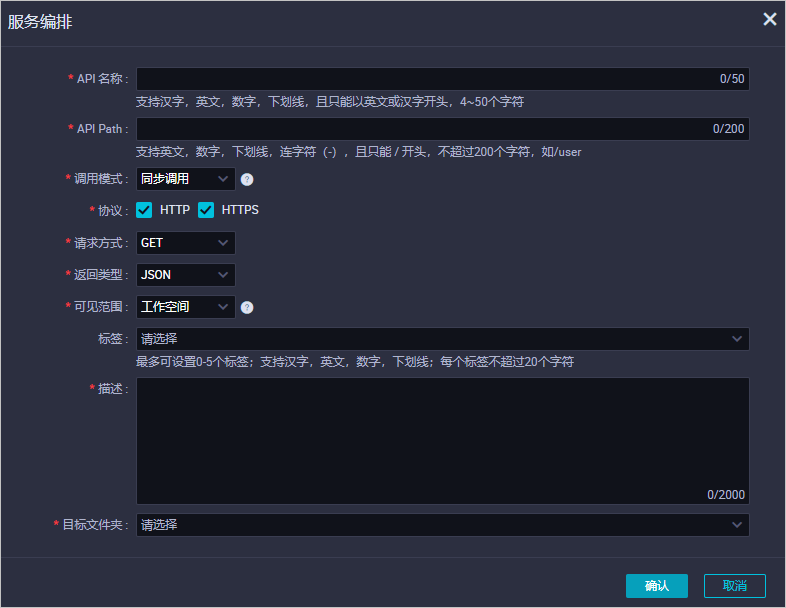 服务编排
* API 名称 :
0/50
支持汉字，英文，数字，下划线，且只能以英文或汉字开头，4~50个字符
* API Path :
0/200
支持英文，数字，下划线，连字符（-），且只能 / 开头，不超过200个字符，如/user
* 调用模式 : 同步调用 ?
* 协议 : HTTP HTTPS
* 请求方式 : GET
* 返回类型 : JSON
* 可见范围 : 工作空间 ?
标签 : 请选择
最多可设置0-5个标签；支持汉字，英文，数字，下划线；每个标签不超过20个字符
* 描述 :
0/2000
* 目标文件夹 : 请选择
确认 取消